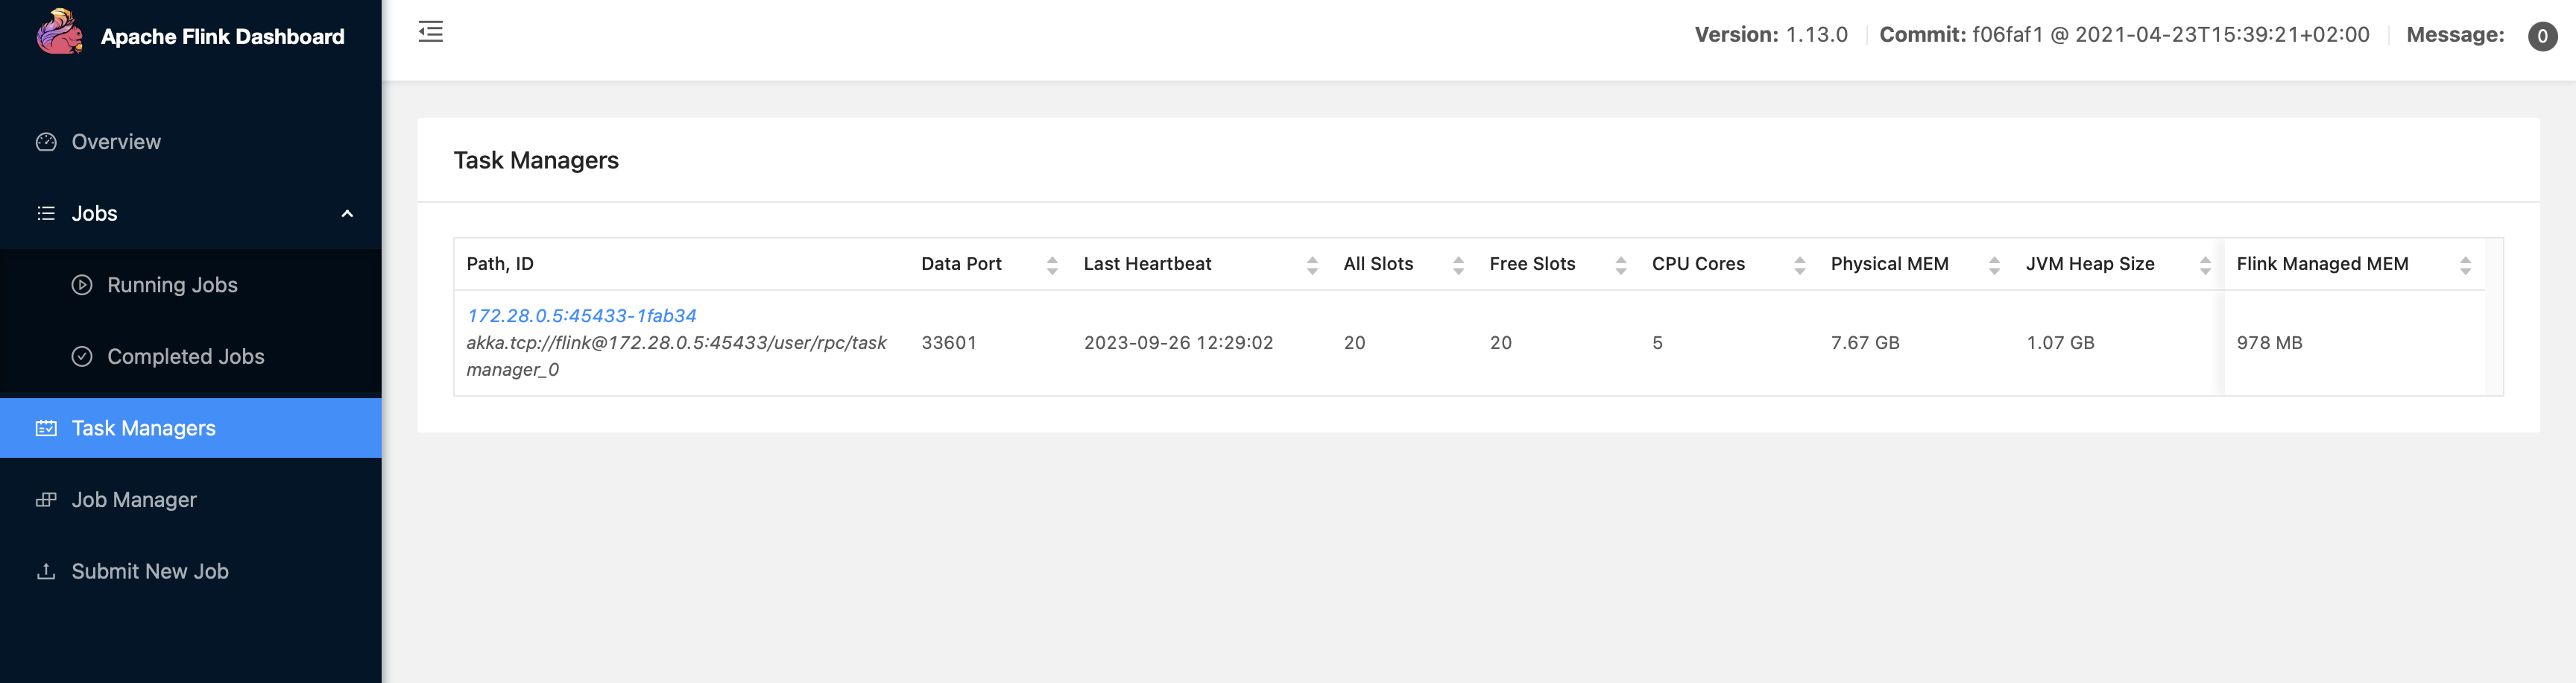 Apache Flink Dashboard
Version: 1.13.0 Commit: f06faf1 @ 2021-04-23T15:39:21+02:00 Message: 0
Overview
Jobs
Running Jobs
Completed Jobs
Task Managers
Job Manager
Submit New Job
Task Managers
Path, ID Data Port Last Heartbeat All Slots Free Slots CPU Cores Physical MEM JVM Heap Size Flink Managed MEM
172.28.0.5:45433-1fab34
akka.tcp://flink@172.28.0.5:45433/user/rpc/task 33601 2023-09-26 12:29:02 20 20 5 7.67 GB 1.07 GB 978 MB
manager_0